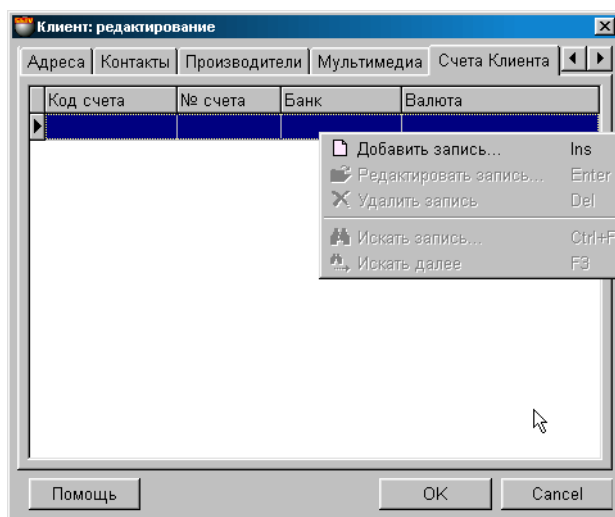 Клиент: редактирование
Адреса Контакты Производители Мультимедиа Счета Клиента
Код счета № счета Банк Валюта
Добавить запись... Ins
Редактировать запись... Enter
Удалить запись Del
Искать запись... Ctrl+F
Искать далее F3
Помощь OK Cancel